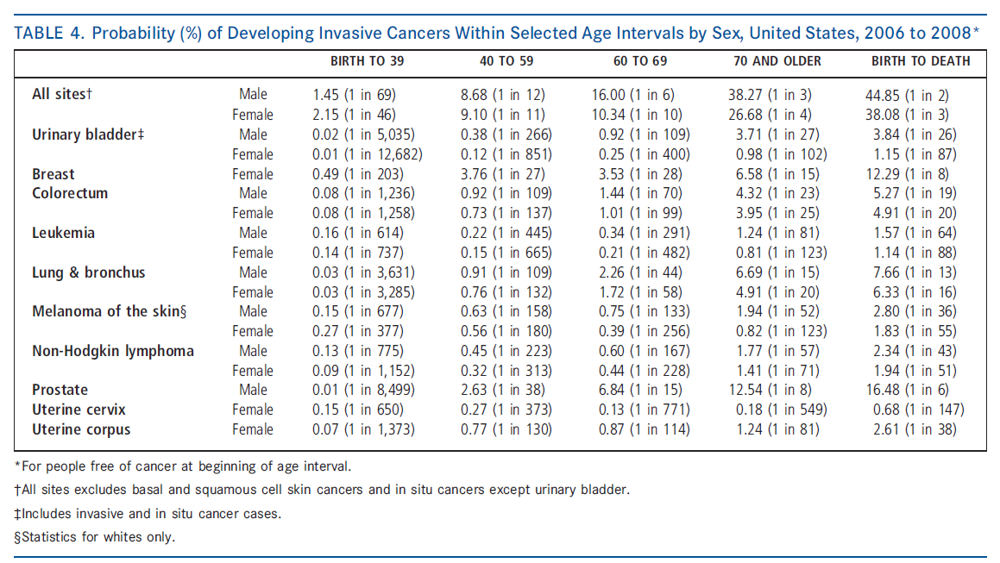 TABLE 4. Probability (%) of Developing Invasive Cancers Within Selected Age Intervals by Sex, United States, 2006 to 2008*
BIRTH TO 39 40 TO 59 60 TO 69 70 AND OLDER BIRTH TO DEATH
All sites† Male 1.45 (1 in 69) 8.68 (1 in 12) 16.00 (1 in 6) 38.27 (1 in 3) 44.85 (1 in 2)
Female 2.15 (1 in 46) 9.10 (1 in 11) 10.34 (1 in 10) 26.68 (1 in 4) 38.08 (1 in 3)
Urinary bladder‡ Male 0.02 (1 in 5,035) 0.38 (1 in 266) 0.92 (1 in 109) 3.71 (1 in 27) 3.84 (1 in 26)
Female 0.01 (1 in 12,682) 0.12 (1 in 851) 0.25 (1 in 400) 0.98 (1 in 102) 1.15 (1 in 87)
Breast Female 0.49 (1 in 203) 3.76 (1 in 27) 3.53 (1 in 28) 6.58 (1 in 15) 12.29 (1 in 8)
Colorectum Male 0.08 (1 in 1,236) 0.92 (1 in 109) 1.44 (1 in 70) 4.32 (1 in 23) 5.27 (1 in 19)
Female 0.08 (1 in 1,258) 0.73 (1 in 137) 1.01 (1 in 99) 3.95 (1 in 25) 4.91 (1 in 20)
Leukemia Male 0.16 (1 in 614) 0.22 (1 in 445) 0.34 (1 in 291) 1.24 (1 in 81) 1.57 (1 in 64)
Female 0.14 (1 in 737) 0.15 (1 in 665) 0.21 (1 in 482) 0.81 (1 in 123) 1.14 (1 in 88)
Lung & bronchus Male 0.03 (1 in 3,631) 0.91 (1 in 109) 2.26 (1 in 44) 6.69 (1 in 15) 7.66 (1 in 13)
Female 0.03 (1 in 3,285) 0.76 (1 in 132) 1.72 (1 in 58) 4.91 (1 in 20) 6.33 (1 in 16)
Melanoma of the skin§ Male 0.15 (1 in 677) 0.63 (1 in 158) 0.75 (1 in 133) 1.94 (1 in 52) 2.80 (1 in 36)
Female 0.27 (1 in 377) 0.56 (1 in 180) 0.39 (1 in 256) 0.82 (1 in 123) 1.83 (1 in 55)
Non-Hodgkin lymphoma Male 0.13 (1 in 775) 0.45 (1 in 223) 0.60 (1 in 167) 1.77 (1 in 57) 2.34 (1 in 43)
Female 0.09 (1 in 1,152) 0.32 (1 in 313) 0.44 (1 in 228) 1.41 (1 in 71) 1.94 (1 in 51)
Prostate Male 0.01 (1 in 8,499) 2.63 (1 in 38) 6.84 (1 in 15) 12.54 (1 in 8) 16.48 (1 in 6)
Uterine cervix Female 0.15 (1 in 650) 0.27 (1 in 373) 0.13 (1 in 771) 0.18 (1 in 549) 0.68 (1 in 147)
Uterine corpus Female 0.07 (1 in 1,373) 0.77 (1 in 130) 0.87 (1 in 114) 1.24 (1 in 81) 2.61 (1 in 38)
*For people free of cancer at beginning of age interval.
†All sites excludes basal and squamous cell skin cancers and in situ cancers except urinary bladder.
‡Includes invasive and in situ cancer cases.
§Statistics for whites only.